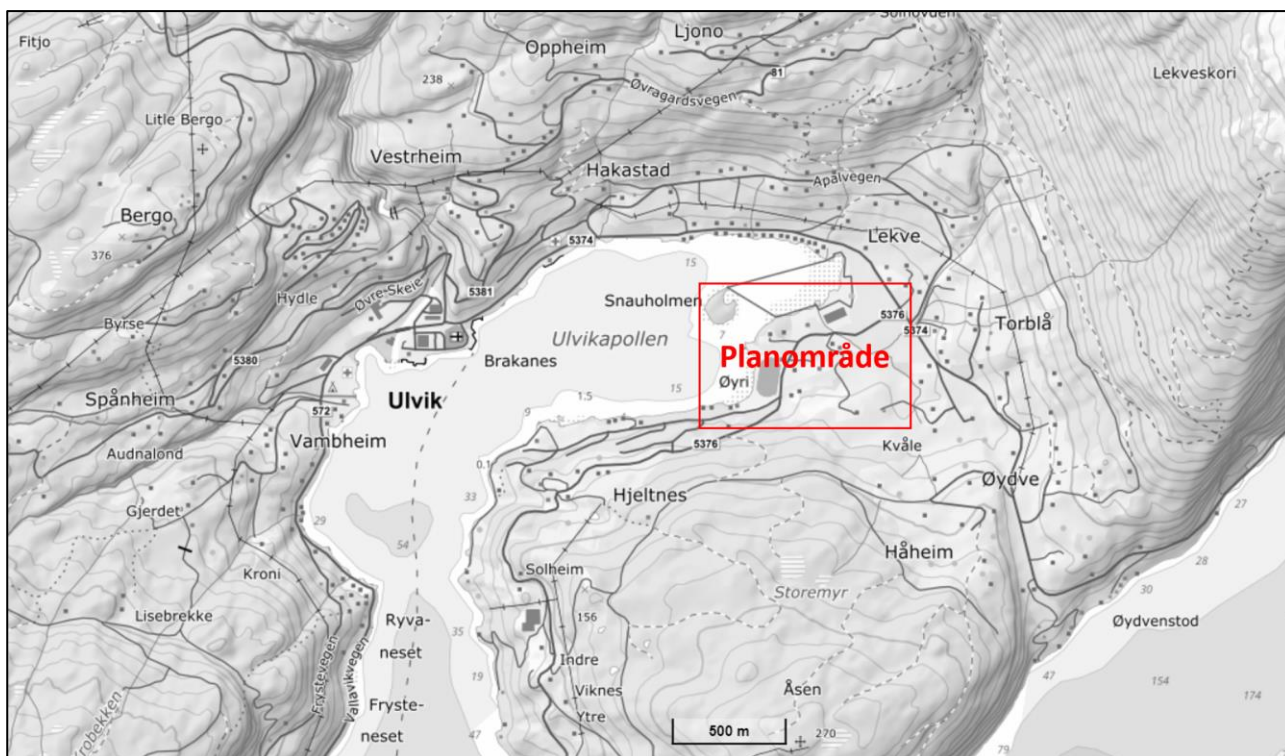 Fitjo
Solhovden
Ljono
Oppheim
Lekveskori
81
238
Øvragardsvegen
Litle Bergo
Vestrheim
Hakastad
Apalvegen
Bergo
376
5374
Lekve
15
5381
Hydle
Øvre Skeie
Snauholmen
5376
5374
Torblå
Byrse
Ulvikapollen
7
5380
Brakanes
Planområde
Øyri
15
Spånheim
Ulvik
1.5
572
9
Vambheim
5376
Kvåle
Audnalond
0.1
Øydve
33
Hjeltnes
27
Gjerdet
29
Håheim
54
28
Kroni
Solheim
Storemyr
30
Lisebrekke
156
Øydvenstod
Ryva-
neset
35
Indre
Frystevegen
Vallavikvegen
19
Viknes
Åsen
47
154
174
Fryste-
neset
Ytre
47
500 m
270
79